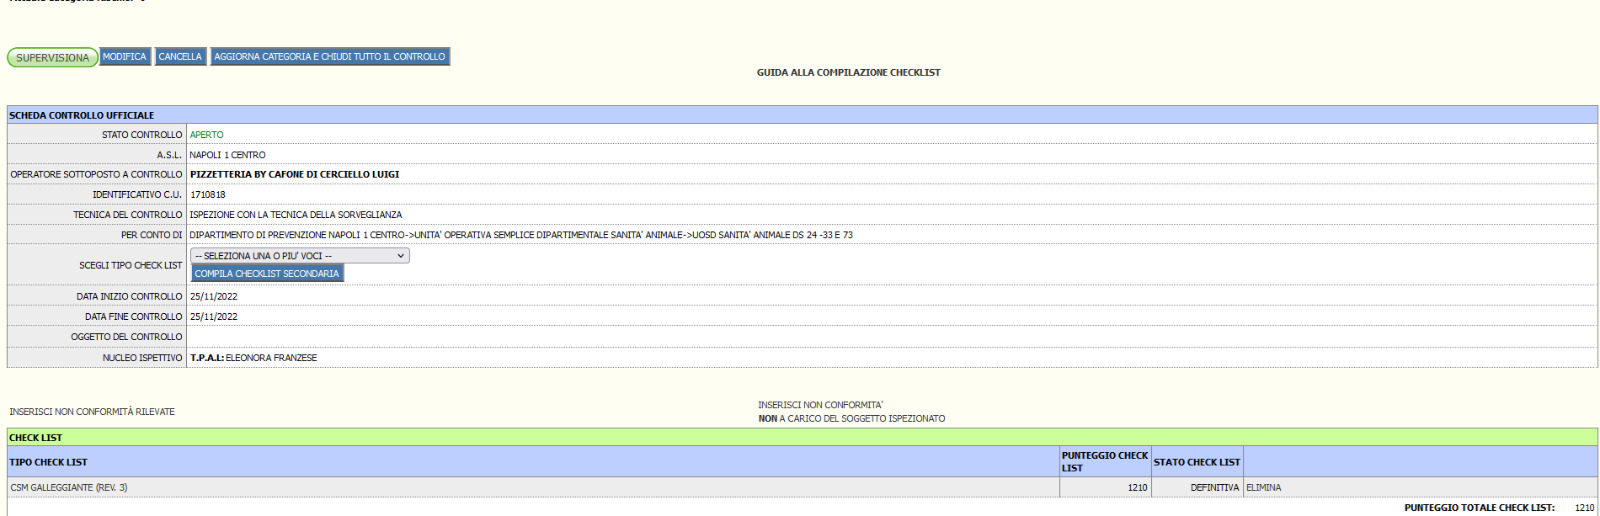 SUPERVISIONA MODIFICA CANCELLA AGGIORNA CATEGORIA E CHIUDI TUTTO IL CONTROLLO
GUIDA ALLA COMPILAZIONE CHECKLIST
SCHEDA CONTROLLO UFFICIALE
STATO CONTROLLO APERTO
A.S.L. NAPOLI 1 CENTRO
OPERATORE SOTTOPOSTO A CONTROLLO PIZZETTERIA BY CAFONE DI CERCIELLO LUIGI
IDENTIFICATIVO C.U. 1710818
TECNICA DEL CONTROLLO ISPEZIONE CON LA TECNICA DELLA SORVEGLIANZA
PER CONTO DI DIPARTIMENTO DI PREVENZIONE NAPOLI 1 CENTRO->UNITA' OPERATIVA SEMPLICE DIPARTIMENTALE SANITA' ANIMALE->UOSD SANITA' ANIMALE DS 24 -33 E 73
SCEGLI TIPO CHECK LIST -- SELEZIONA UNA O PIU' VOCI --
COMPILA CHECKLIST SECONDARIA
DATA INIZIO CONTROLLO 25/11/2022
DATA FINE CONTROLLO 25/11/2022
OGGETTO DEL CONTROLLO
NUCLEO ISPETTIVO T.P.A.L: ELEONORA FRANZESE
INSERISCI NON CONFORMITÀ RILEVATE
INSERISCI NON CONFORMITA'
NON A CARICO DEL SOGGETTO ISPEZIONATO
CHECK LIST
TIPO CHECK LIST PUNTEGGIO CHECK LIST STATO CHECK LIST
CSM GALLEGGIANTE (REV. 3) 1210 DEFINITIVA ELIMINA
PUNTEGGIO TOTALE CHECK LIST: 1210